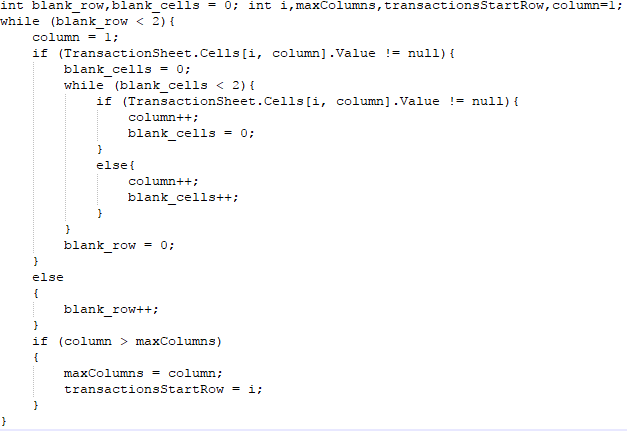 int blank_row,blank_cells = 0; int i,maxColumns,transactionsStartRow,column=1;
while (blank_row < 2){
    column = 1;
    if (TransactionSheet.Cells[i, column].Value != null){
        blank_cells = 0;
        while (blank_cells < 2){
            if (TransactionSheet.Cells[i, column].Value != null){
                column++;
                blank_cells = 0;
            }
            else{
                column++;
                blank_cells++;
            }
        }
        blank_row = 0;
    }
    else
    {
        blank_row++;
    }
    if (column > maxColumns)
    {
        maxColumns = column;
        transactionsStartRow = i;
    }
}